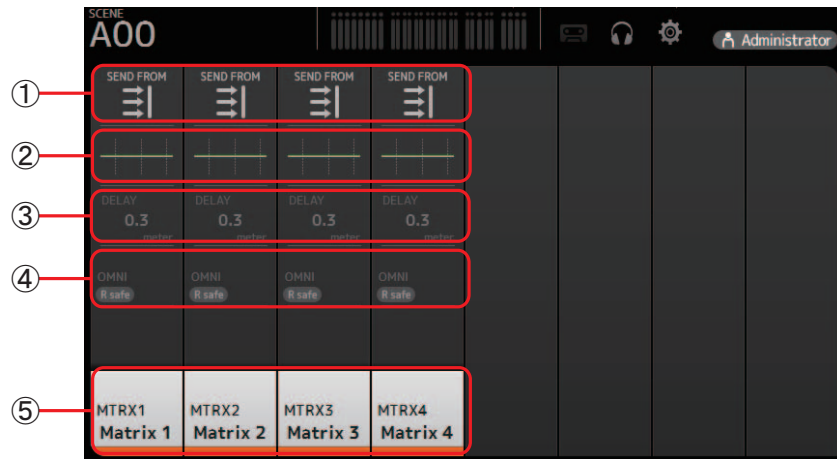 SCENE
A00
Administrator
① SEND FROM SEND FROM SEND FROM SEND FROM
②
③ DELAY DELAY DELAY DELAY
0.3 0.3 0.3 0.3
meter meter meter meter
④ OMNI OMNI OMNI OMNI
R safe R safe R safe R safe
⑤ MTRX1 MTRX2 MTRX3 MTRX4
Matrix 1 Matrix 2 Matrix 3 Matrix 4